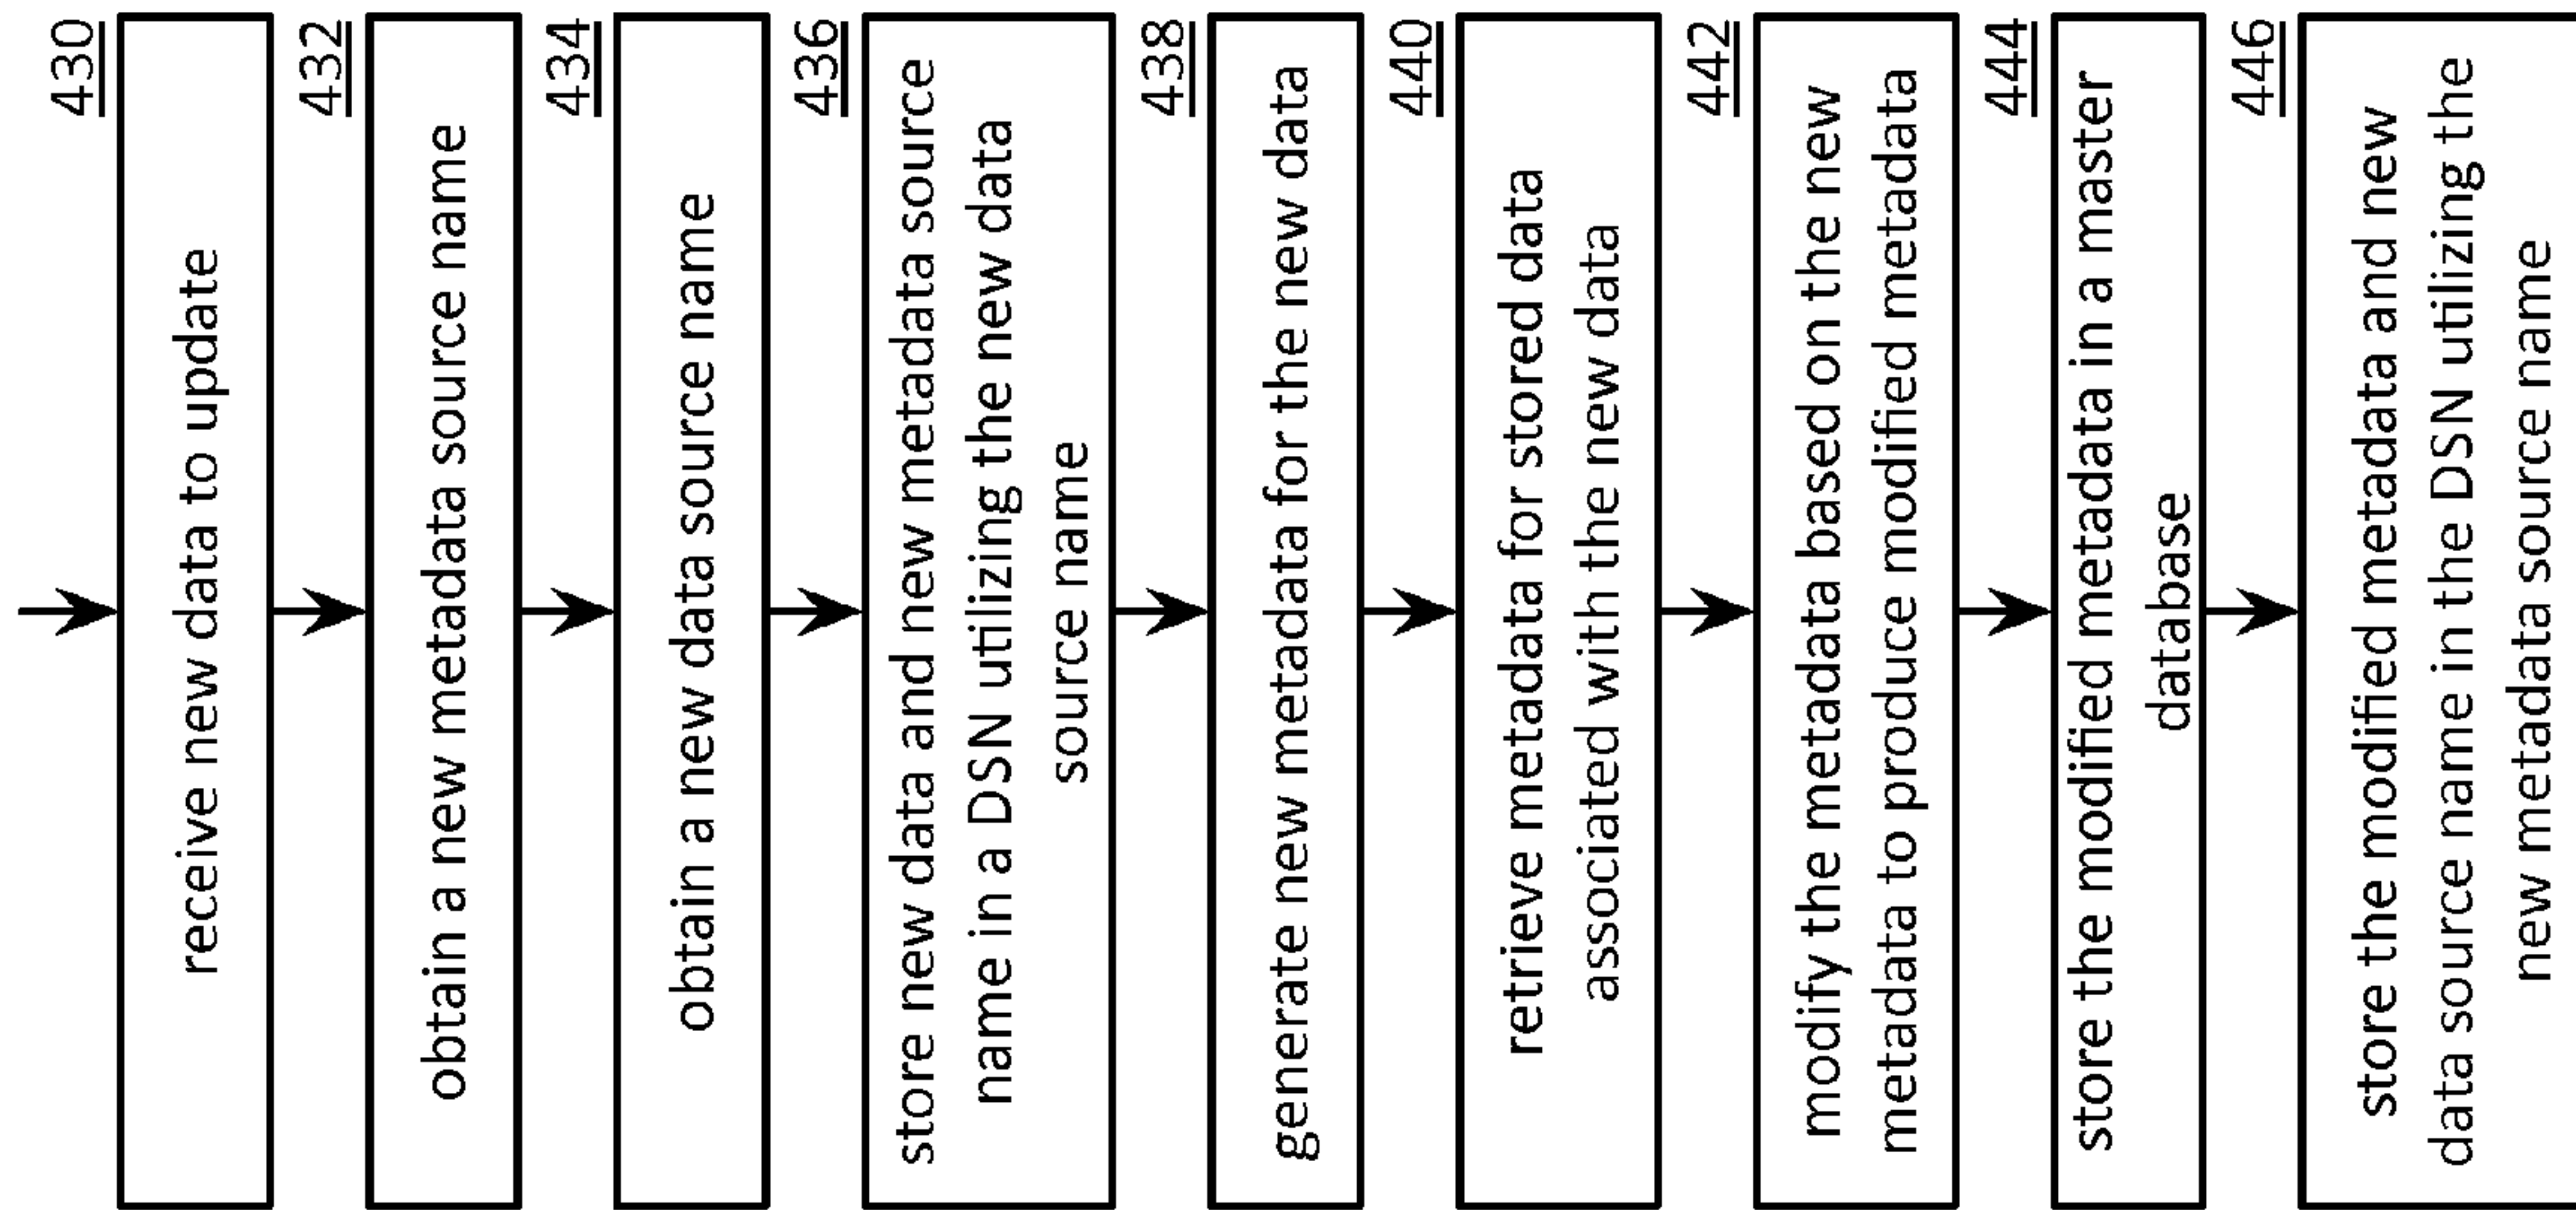 430
receive new data to update
432
obtain a new metadata source name
434
obtain a new data source name
436
store new data and new metadata source
name in a DSN utilizing the new data
source name
438
generate new metadata for the new data
440
retrieve metadata for stored data
associated with the new data
442
modify the metadata based on the new
metadata to produce modified metadata
444
store the modified metadata in a master
database
446
store the modified metadata and new
data source name in the DSN utilizing the
new metadata source name